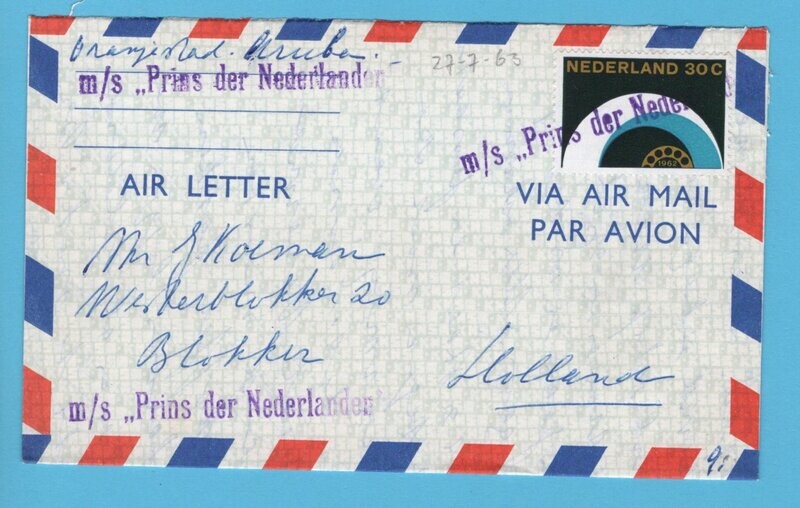 Oranjestad. Aruba. -
27-7-63
m/s „Prins der Nederlanden
NEDERLAND 30 C
m/s „Prins der Neder
1962
AIR LETTER
VIA AIR MAIL
PAR AVION
Mr J Koeman
Westerblokker 20
Blokker
Holland
m/s „Prins der Nederlanden"